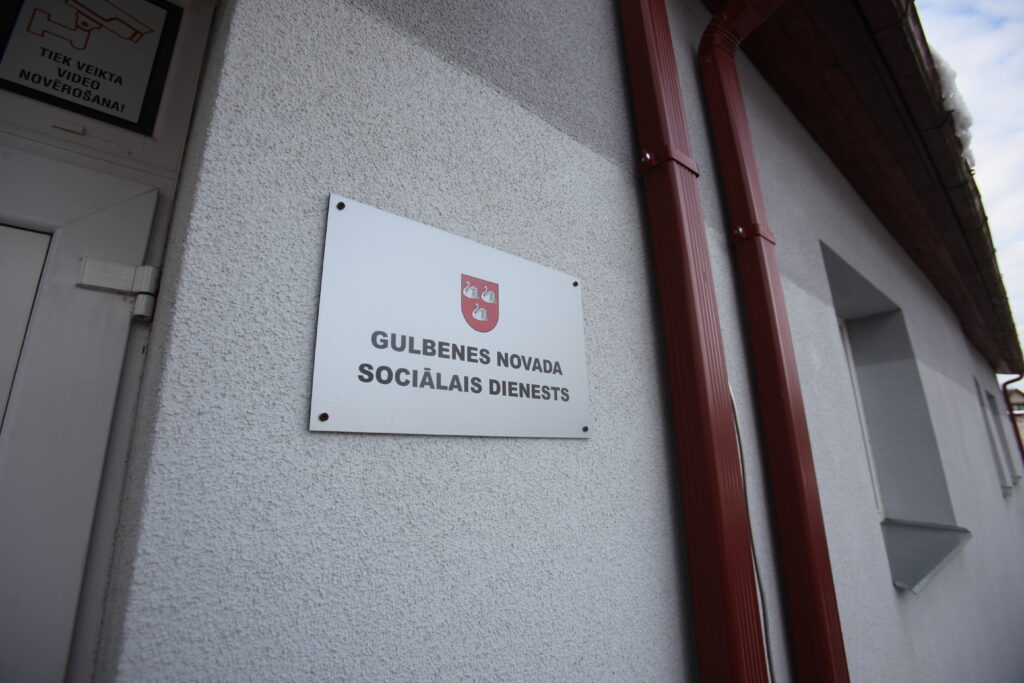 TIEK VEIKTA
VIDEO
NOVĒROŠANA!
GULBENES NOVADA
SOCIĀLAIS DIENESTS